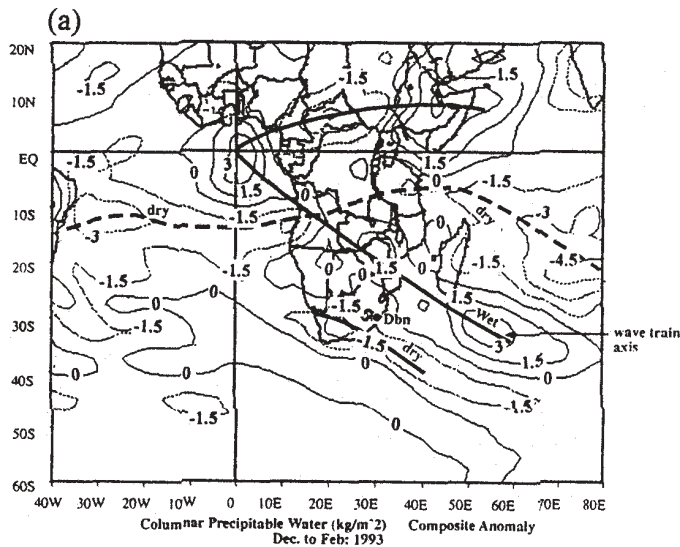 (a)
20N
10N
EQ
10S
20S
30S
40S
50S
60S
40W 30W 20W 10W 0 10E 20E 30E 40E 50E 60E 70E 80E
-1.5
1.5
1.5
3
0
1.5
-1.5
0
0
-1.5
dry
-1.5
-3
dry
-3
-4.5
-1.5
-1.5
0
0
1.5
0
-1.5
1.5
0
-1.5
-1.5
Dbn
Wet
3
wave train
axis
0
1.5
dry
1.5
0
0
-1.5
-1.5
0
Columnar Precipitable Water (kg/m^2) Composite Anomaly
Dec. to Feb: 1993